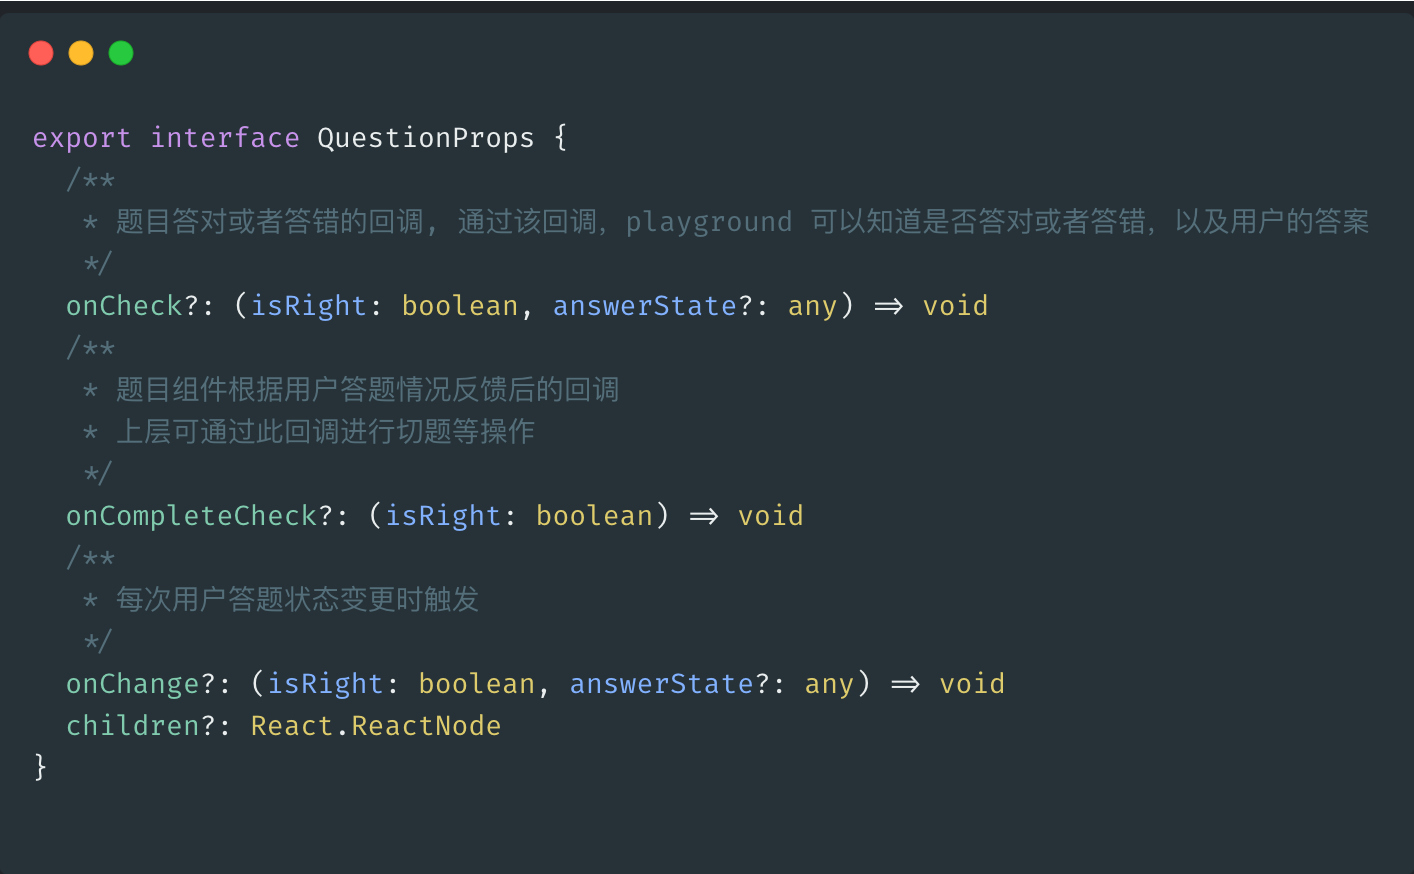 export interface QuestionProps {
  /**
   * 题目答对或者答错的回调, 通过该回调，playground 可以知道是否答对或者答错，以及用户的答案
   */
  onCheck?: (isRight: boolean, answerState?: any) => void
  /**
   * 题目组件根据用户答题情况反馈后的回调
   * 上层可通过此回调进行切题等操作
   */
  onCompleteCheck?: (isRight: boolean) => void
  /**
   * 每次用户答题状态变更时触发
   */
  onChange?: (isRight: boolean, answerState?: any) => void
  children?: React.ReactNode
}